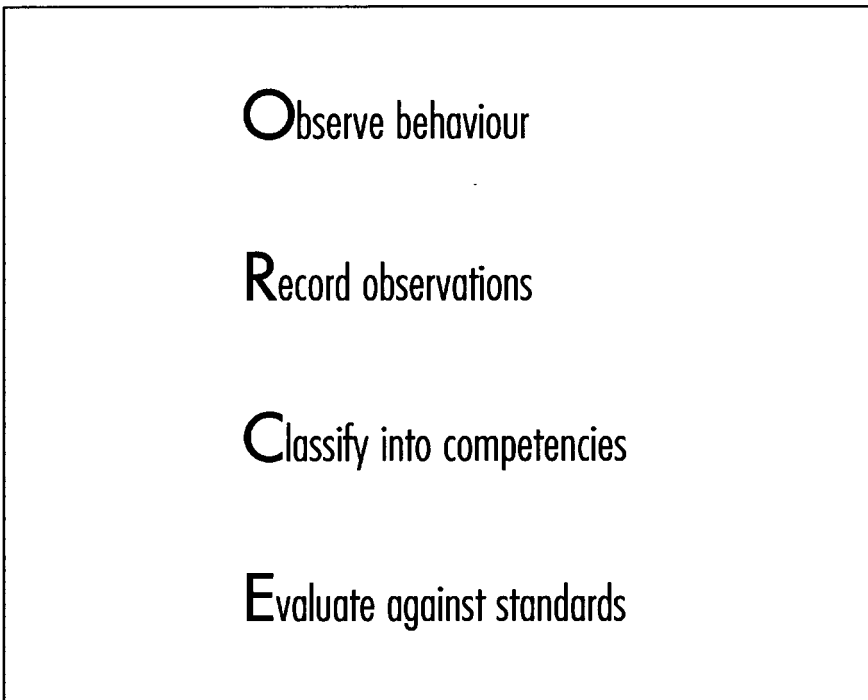 Observe behaviour
Record observations
Classify into competencies
Evaluate against standards